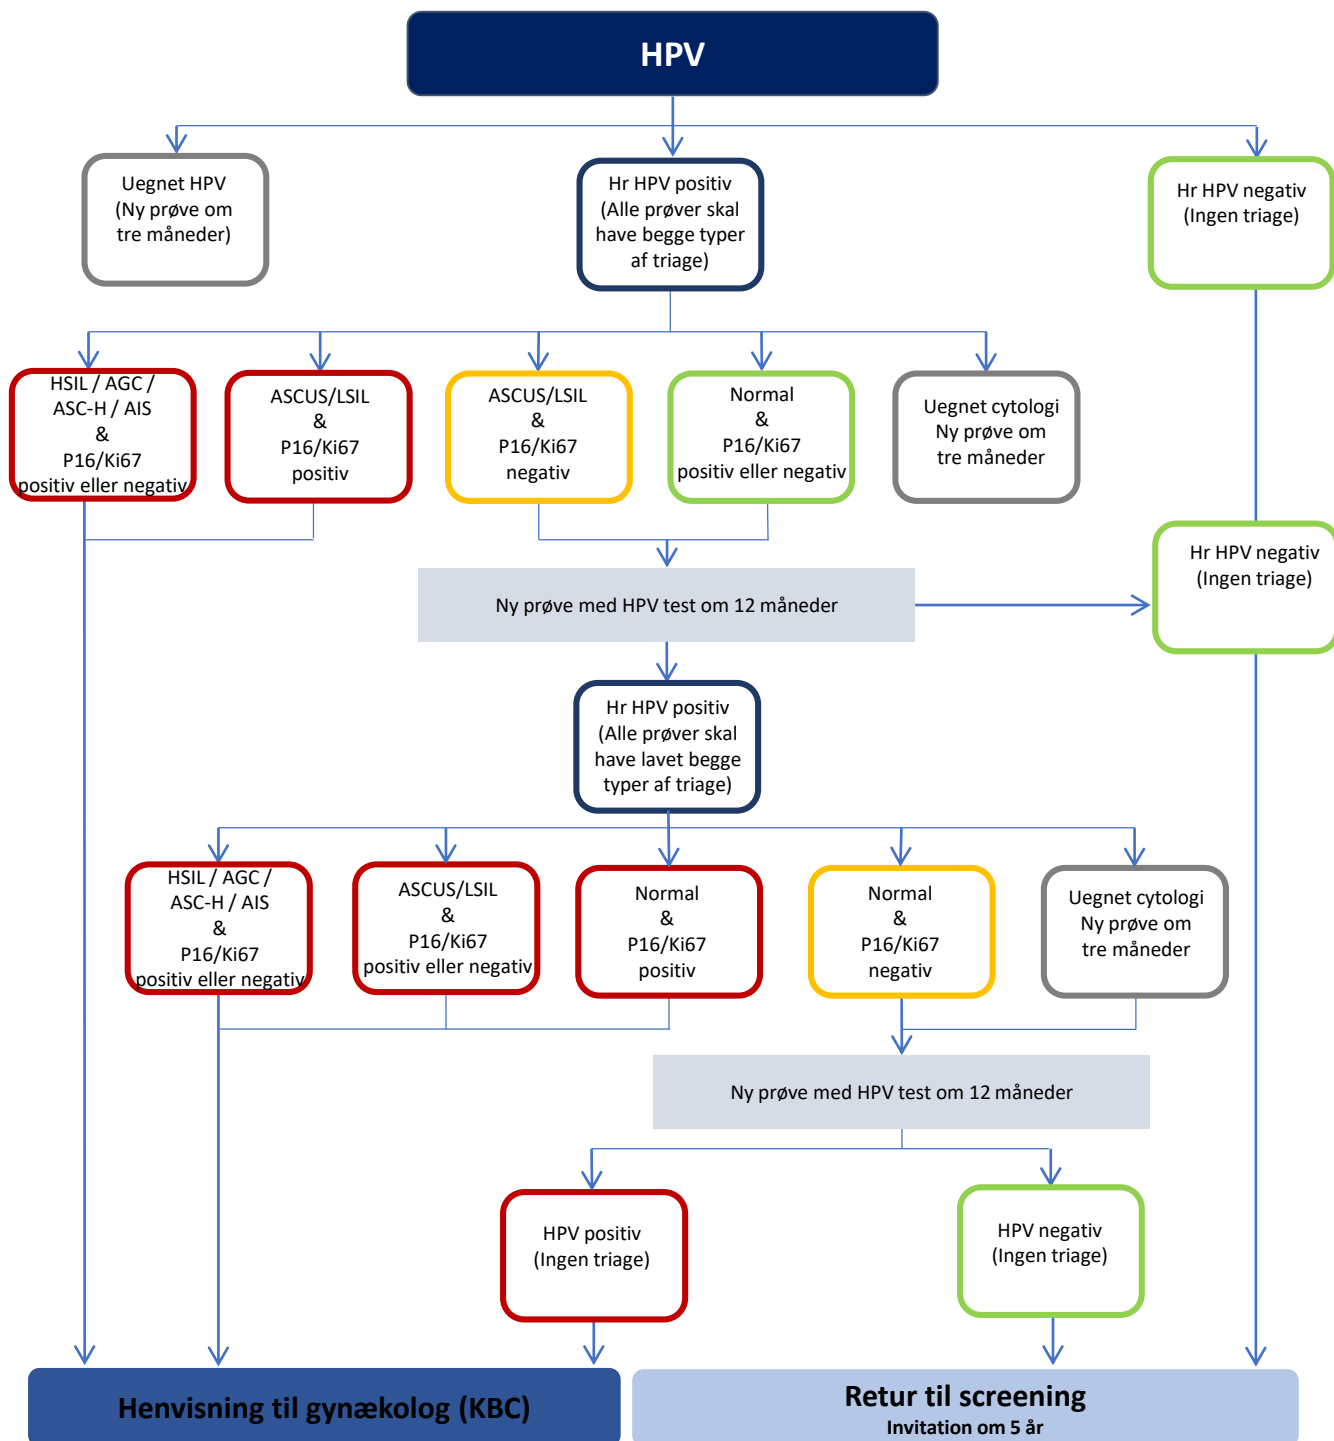 HPV
Uegnet HPV
(Ny prøve om
tre måneder)
Hr HPV positiv
(Alle prøver skal
have begge typer
af triage)
Hr HPV negativ
(Ingen triage)
HSIL / AGC /
ASC-H / AIS
&
P16/Ki67
positiv eller negativ
ASCUS/LSIL
&
P16/Ki67
positiv
ASCUS/LSIL
&
P16/Ki67
negativ
Normal
&
P16/Ki67
positiv eller negativ
Uegnet cytologi
Ny prøve om
tre måneder
Hr HPV negativ
(Ingen triage)
Ny prøve med HPV test om 12 måneder
Hr HPV positiv
(Alle prøver skal
have lavet begge
typer af triage)
HSIL / AGC /
ASC-H / AIS
&
P16/Ki67
positiv eller negativ
ASCUS/LSIL
&
P16/Ki67
positiv eller negativ
Normal
&
P16/Ki67
positiv
Normal
&
P16/Ki67
negativ
Uegnet cytologi
Ny prøve om
tre måneder
Ny prøve med HPV test om 12 måneder
HPV positiv
(Ingen triage)
HPV negativ
(Ingen triage)
Henvisning til gynækolog (KBC)
Retur til screening
Invitation om 5 år